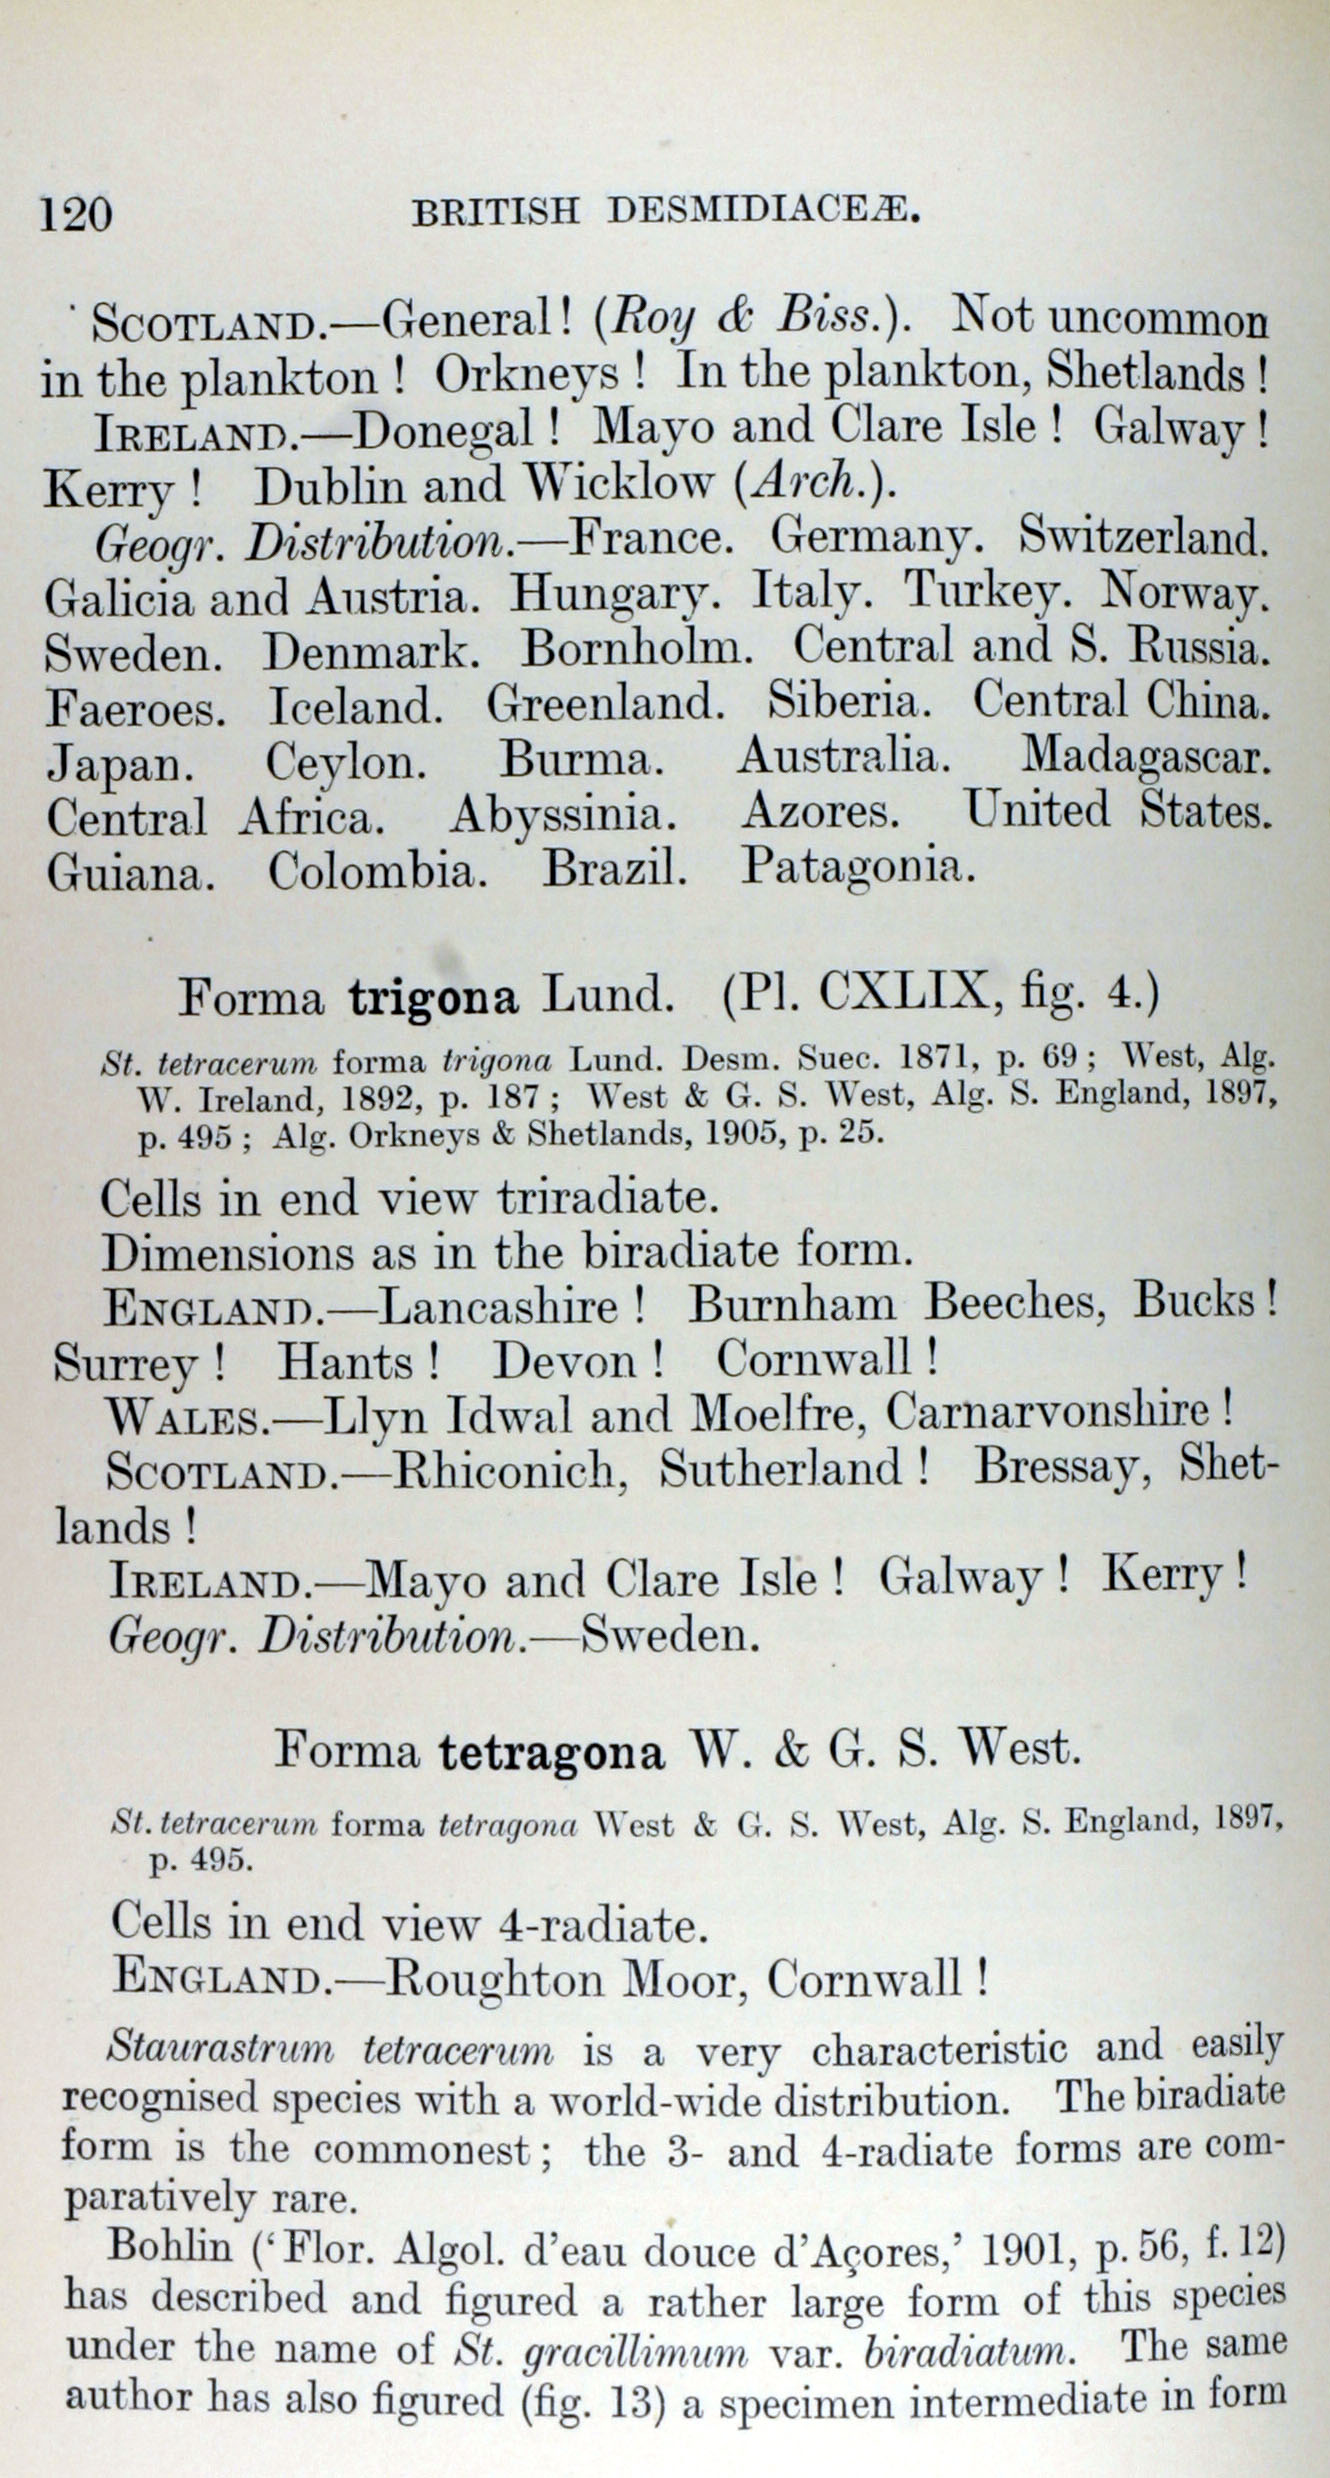 120 BRITISH DESMIDIACEÆ.
SCOTLAND.—General! (Roy & Biss.). Not uncommon
in the plankton! Orkneys! In the plankton, Shetlands!
IRELAND.—Donegal! Mayo and Clare Isle! Galway!
Kerry! Dublin and Wicklow (Arch.).
Geogr. Distribution.—France. Germany. Switzerland.
Galicia and Austria. Hungary. Italy. Turkey. Norway.
Sweden. Denmark. Bornholm. Central and S. Russia.
Faeroes. Iceland. Greenland. Siberia. Central China.
Japan. Ceylon. Burma. Australia. Madagascar.
Central Africa. Abyssinia. Azores. United States.
Guiana. Colombia. Brazil. Patagonia.
Forma trigona Lund. (Pl. CXLIX, fig. 4.)
St. tetracerum forma trigona Lund. Desm. Suec. 1871, p. 69; West, Alg.
W. Ireland, 1892, p. 187; West & G. S. West, Alg. S. England, 1897,
p. 495; Alg. Orkneys & Shetlands, 1905, p. 25.
Cells in end view triradiate.
Dimensions as in the biradiate form.
ENGLAND.—Lancashire! Burnham Beeches, Bucks!
Surrey! Hants! Devon! Cornwall!
WALES.—Llyn Idwal and Moelfre, Carnarvonshire!
SCOTLAND.—Rhiconich, Sutherland! Bressay, Shet-
lands!
IRELAND.—Mayo and Clare Isle! Galway! Kerry!
Geogr. Distribution.—Sweden.
Forma tetragona W. & G. S. West.
St. tetracerum forma tetragona West & G. S. West, Alg. S. England, 1897,
p. 495.
Cells in end view 4-radiate.
ENGLAND.—Roughton Moor, Cornwall!
Staurastrum tetracerum is a very characteristic and easily
recognised species with a world-wide distribution. The biradiate
form is the commonest; the 3- and 4-radiate forms are com-
paratively rare.
Bohlin ('Flor. Algol. d'eau douce d'Açores,' 1901, p. 56, f. 12)
has described and figured a rather large form of this species
under the name of St. gracillimum var. biradiatum. The same
author has also figured (fig. 13) a specimen intermediate in form